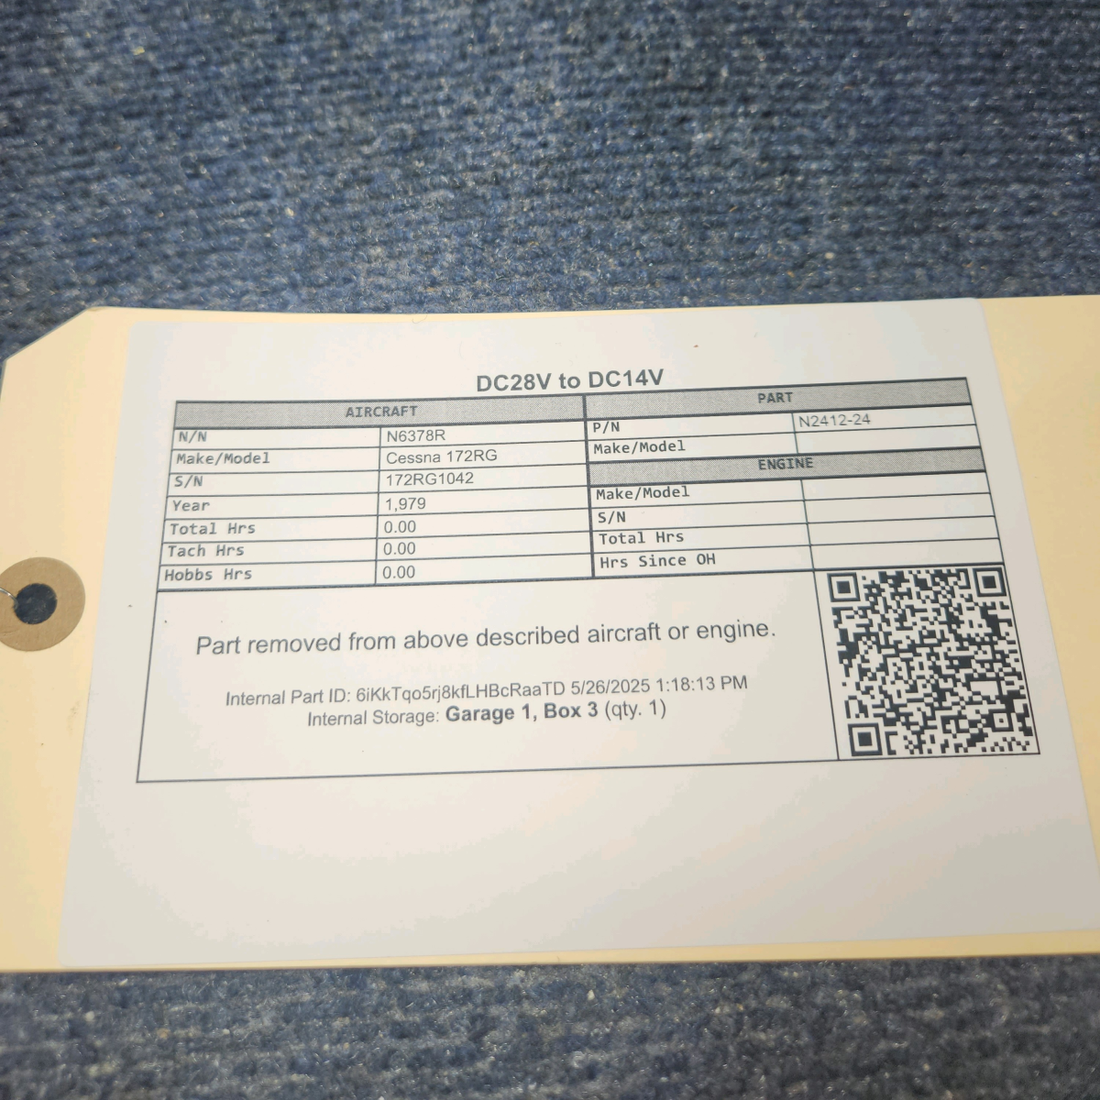 DC28V to DC14V
AIRCRAFT
N/N N6378R
Make/Model Cessna 172RG
S/N 172RG1042
Year 1,979
Total Hrs 0.00
Tach Hrs 0.00
Hobbs Hrs 0.00
PART
P/N N2412-24
Make/Model
ENGINE
Make/Model
S/N
Total Hrs
Hrs Since OH
Part removed from above described aircraft or engine.
Internal Part ID: 6iKkTqo5rj8kfLHBcRaaTD 5/26/2025 1:18:13 PM
Internal Storage: Garage 1, Box 3 (qty. 1)